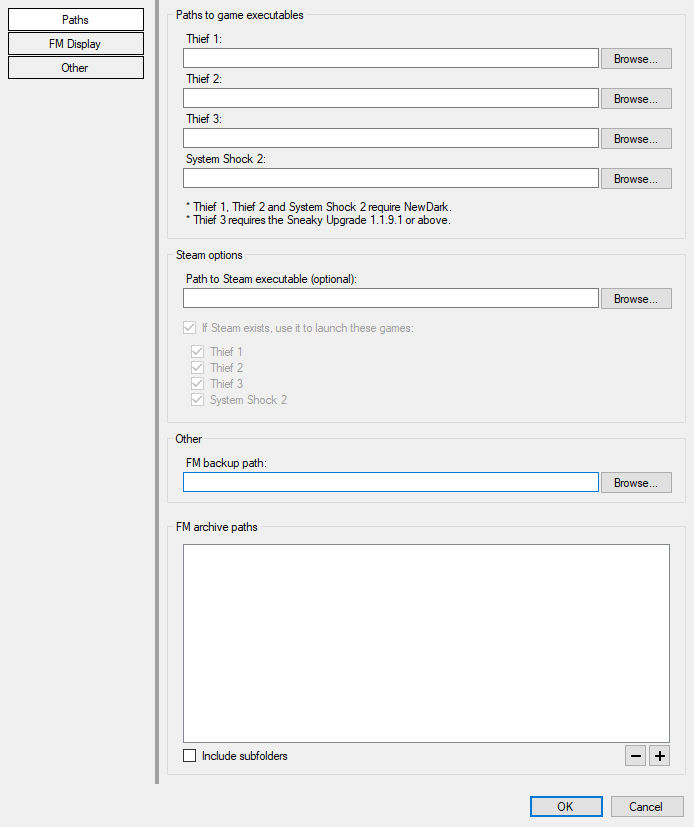 Paths
FM Display
Other
Paths to game executables
Thief 1:
Browse...
Thief 2:
Browse...
Thief 3:
Browse...
System Shock 2:
Browse...
* Thief 1, Thief 2 and System Shock 2 require NewDark.
* Thief 3 requires the Sneaky Upgrade 1.1.9.1 or above.
Steam options
Path to Steam executable (optional):
Browse...
If Steam exists, use it to launch these games:
Thief 1
Thief 2
Thief 3
System Shock 2
Other
FM backup path:
Browse...
FM archive paths
Include subfolders
OK
Cancel